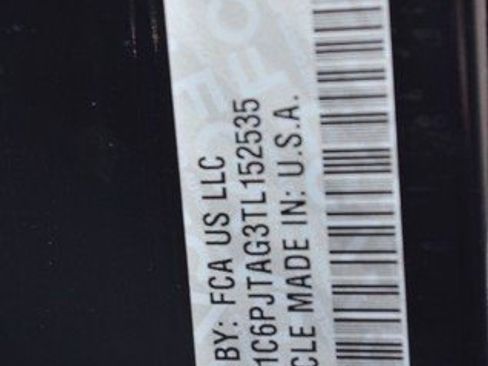 BY: FCA US LLC
1C6PJTAG3TL152535
CLE MADE IN: U.S.A.